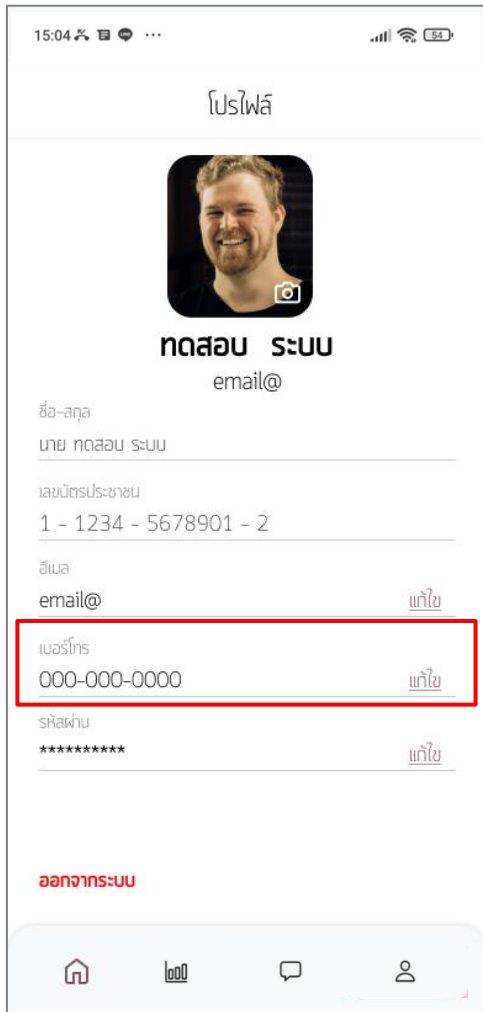 15:04
54
โปรไฟล์
ทดสอบ ระบบ
email@
ชื่อ-สกุล
นาย ทดสอบ ระบบ
เลขบัตรประชาชน
1 - 1234 - 5678901 - 2
อีเมล
email@ แก้ไข
เบอร์โทร
000-000-0000 แก้ไข
รหัสผ่าน
********** แก้ไข
ออกจากระบบ